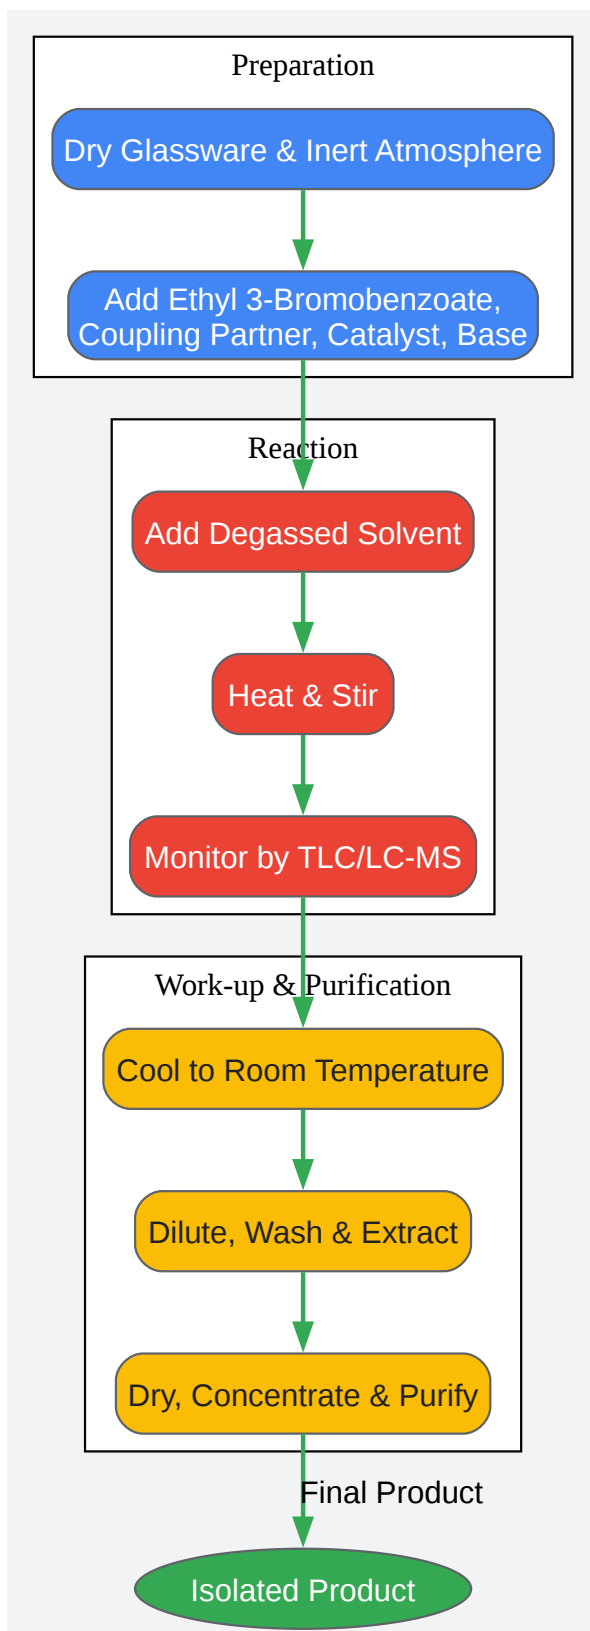 Preparation
Dry Glassware & Inert Atmosphere
Add Ethyl 3-Bromobenzoate,
Coupling Partner, Catalyst, Base
Reaction
Add Degassed Solvent
Heat & Stir
Monitor by TLC/LC-MS
Work-up & Purification
Cool to Room Temperature
Dilute, Wash & Extract
Dry, Concentrate & Purify
Final Product
Isolated Product